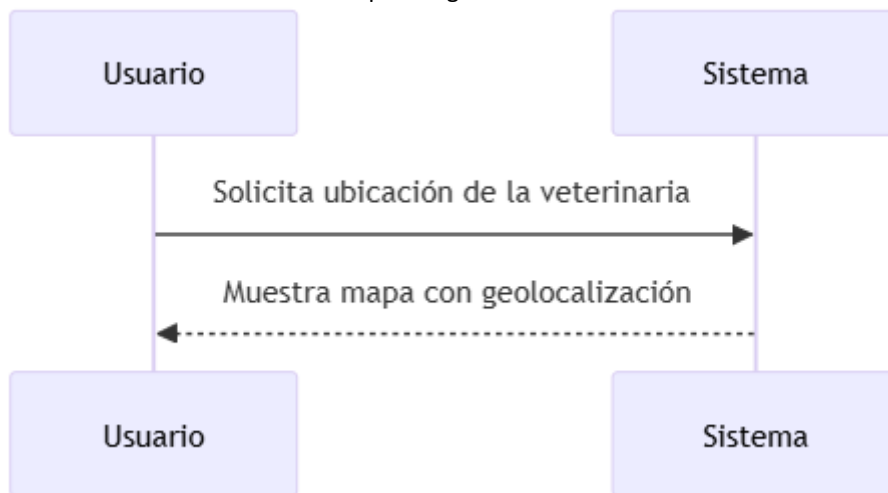 Usuario
Sistema
Solicita ubicación de la veterinaria
Muestra mapa con geolocalización
Usuario
Sistema